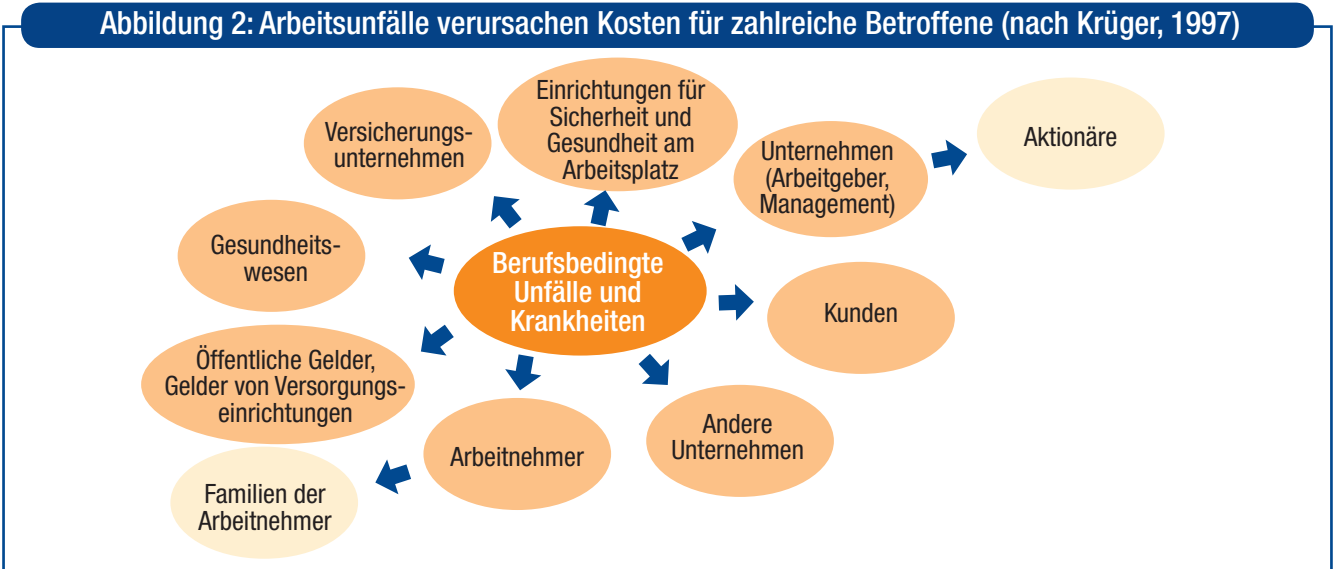 Abbildung 2: Arbeitsunfälle verursachen Kosten für zahlreiche Betroffene (nach Krüger, 1997)
Einrichtungen für
Sicherheit und
Gesundheit am
Arbeitsplatz
Versicherungs-
unternehmen
Unternehmen
(Arbeitgeber,
Management)
Aktionäre
Gesundheits-
wesen
Berufsbedingte
Unfälle und
Krankheiten
Kunden
Öffentliche Gelder,
Gelder von Versorgungs-
einrichtungen
Arbeitnehmer
Andere
Unternehmen
Familien der
Arbeitnehmer